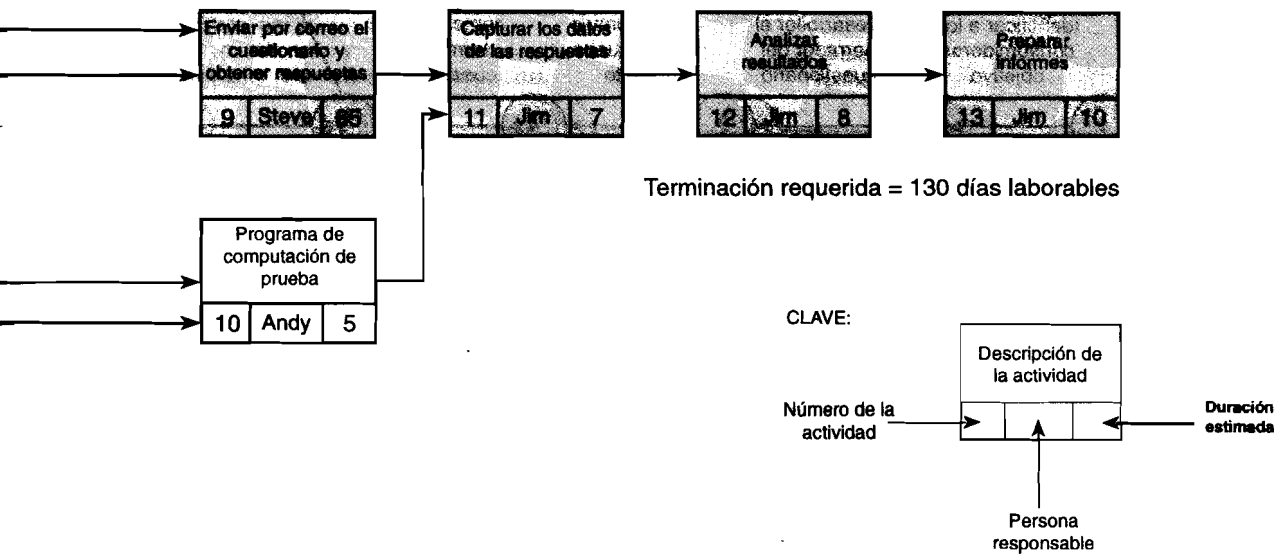 Enviar por correo el
cuestionario y
obtener respuestas
9 Steve 65
Capturar los datos
de las respuestas
11 Jim 7
Analizar
resultados
12 Jim 8
Preparar
informes
13 Jim 10
Terminación requerida = 130 días laborables
Programa de
computación de
prueba
10 Andy 5
CLAVE:
Descripción de
la actividad
Número de la
actividad
Duración
estimada
Persona
responsable